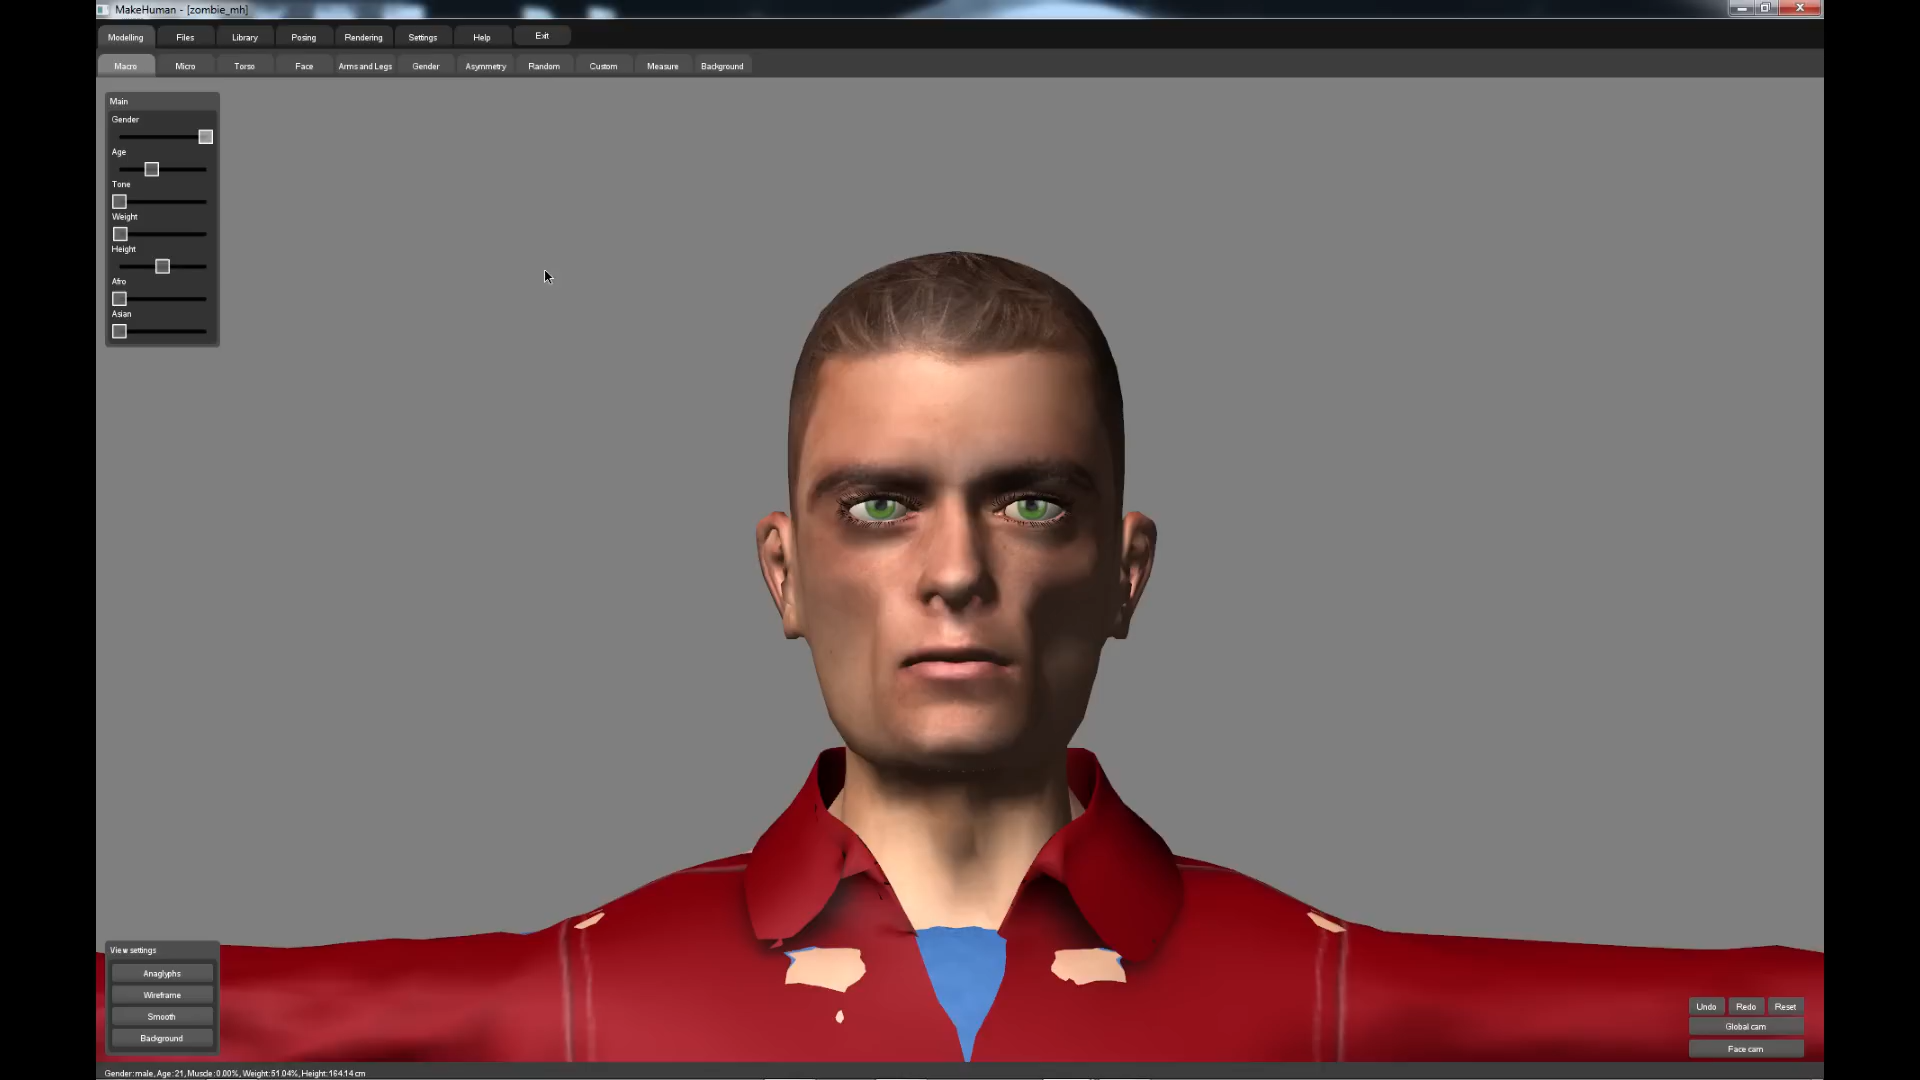 MakeHuman - [zombie_mh]
Modelling Files Library Posing Rendering Settings Help Exit
Macro Micro Torso Face Arms and Legs Gender Asymmetry Random Custom Measure Background
Main
Gender
Age
Tone
Weight
Height
Afro
Asian
View settings
Anaglyphs
Wireframe
Smooth
Background
Undo Redo Reset
Global cam
Face cam
Gender: male, Age: 21, Muscle: 0.00%, Weight: 51.04%, Height: 164.14 cm